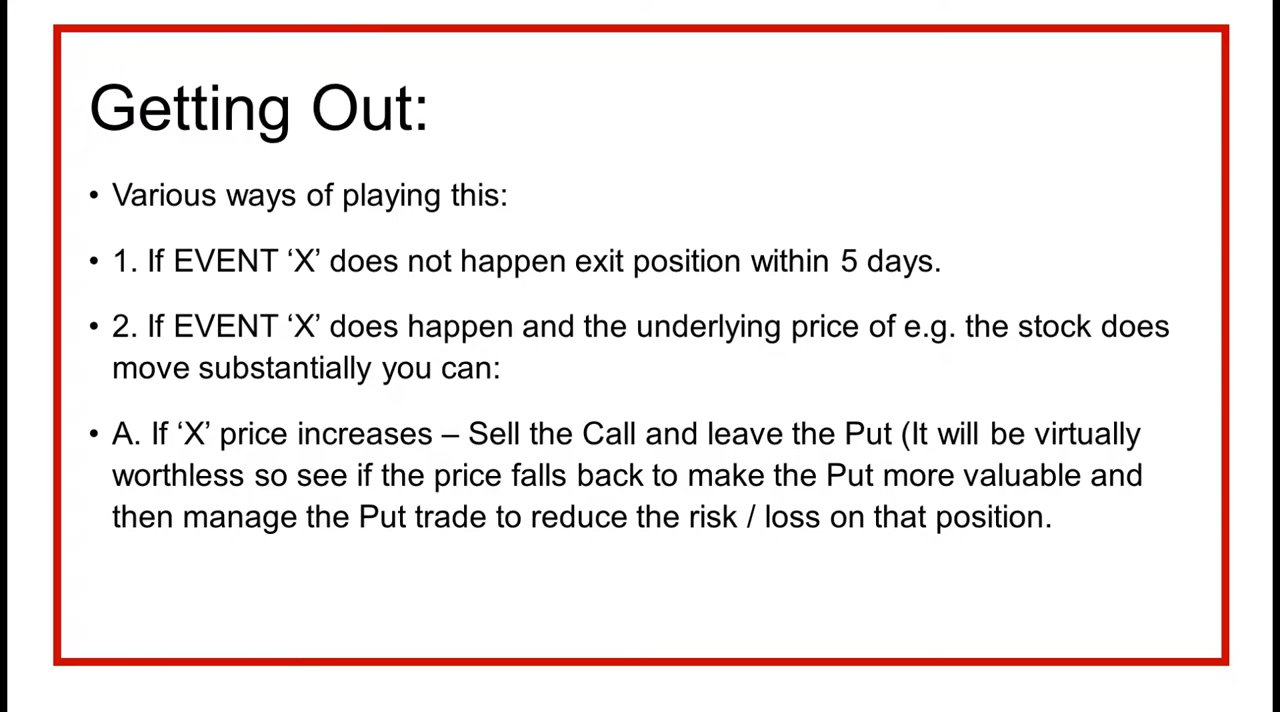 Getting Out:
• Various ways of playing this:
• 1. If EVENT ‘X’ does not happen exit position within 5 days.
• 2. If EVENT ‘X’ does happen and the underlying price of e.g. the stock does
move substantially you can:
• A. If ‘X’ price increases – Sell the Call and leave the Put (It will be virtually
worthless so see if the price falls back to make the Put more valuable and
then manage the Put trade to reduce the risk / loss on that position.